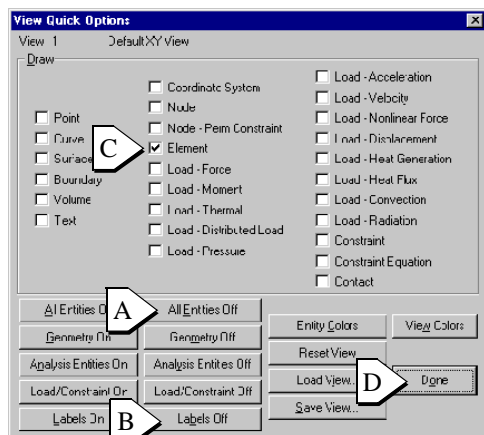 View Quick Options
View 1 Default XY View
Draw
Point
Curve
Surface
Boundary
Volume
Text
Coordinate System
Node
Node - Perm Constraint
Element
Load - Force
Load - Moment
Load - Thermal
Load - Distributed Load
Load - Pressure
Load - Acceleration
Load - Velocity
Load - Nonlinear Force
Load - Displacement
Load - Heat Generation
Load - Heat Flux
Load - Convection
Load - Radiation
Constraint
Constraint Equation
Contact
C
All Entities
A
All Entities Off
Geometry On
Geometry Off
Analysis Entities On
Analysis Entities Off
Load/Constraint On
Load/Constraint Off
Labels On
B
Labels Off
Entity Colors
View Colors
Reset View
Load View...
D
Done
Save View...